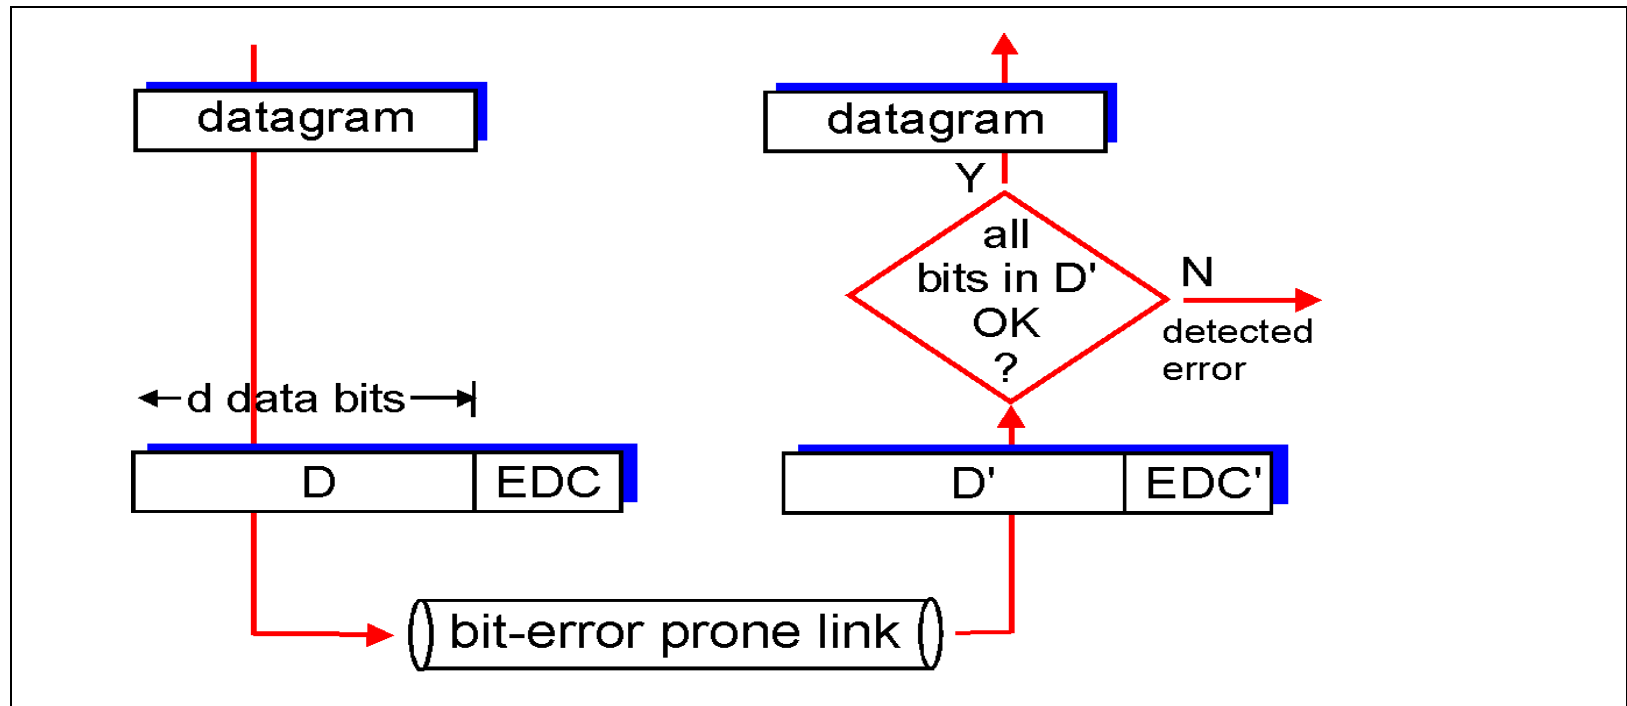 datagram
d data bits
D
EDC
bit-error prone link
datagram
Y
all
bits in D'
OK
?
N
detected
error
D'
EDC'